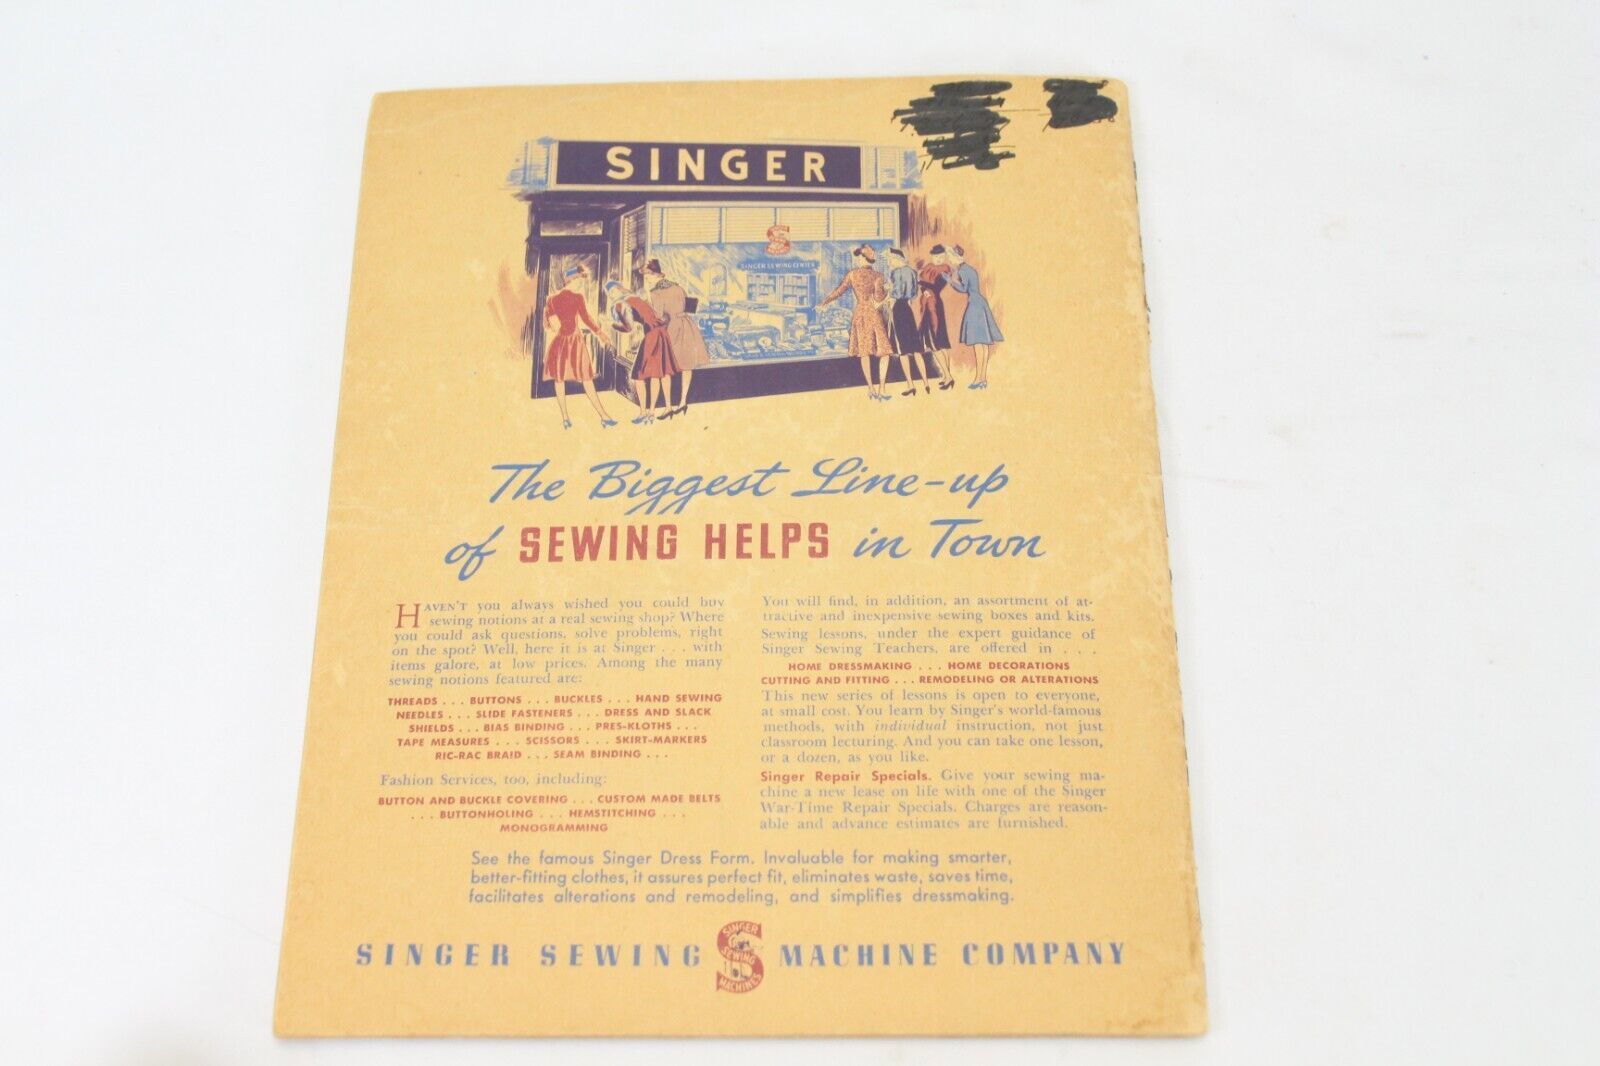 SINGER
SINGER SEWING CENTER
The Biggest Line-up
of SEWING HELPS in Town
HAVEN'T you always wished you could buy
sewing notions at a real sewing shop? Where
you could ask questions, solve problems, right
on the spot? Well, here it is at Singer . . . with
items galore, at low prices. Among the many
sewing notions featured are:
THREADS . . . BUTTONS . . . BUCKLES . . . HAND SEWING
NEEDLES . . . SLIDE FASTENERS . . . DRESS AND SLACK
SHIELDS . . . BIAS BINDING . . . PRES-KLOTHS . . .
TAPE MEASURES . . . SCISSORS . . . SKIRT-MARKERS
RIC-RAC BRAID . . . SEAM BINDING . . .
Fashion Services, too, including:
BUTTON AND BUCKLE COVERING . . . CUSTOM MADE BELTS
. . . BUTTONHOLING . . . HEMSTITCHING . . .
MONOGRAMMING
You will find, in addition, an assortment of at-
tractive and inexpensive sewing boxes and kits.
Sewing lessons, under the expert guidance of
Singer Sewing Teachers, are offered in . . .
HOME DRESSMAKING . . . HOME DECORATIONS
CUTTING AND FITTING . . . REMODELING OR ALTERATIONS
This new series of lessons is open to everyone,
at small cost. You learn by Singer's world-famous
methods, with individual instruction, not just
classroom lecturing. And you can take one lesson,
or a dozen, as you like.
Singer Repair Specials. Give your sewing ma-
chine a new lease on life with one of the Singer
War-Time Repair Specials. Charges are reason-
able and advance estimates are furnished.
See the famous Singer Dress Form. Invaluable for making smarter,
better-fitting clothes, it assures perfect fit, eliminates waste, saves time,
facilitates alterations and remodeling, and simplifies dressmaking.
SINGER SEWING MACHINE COMPANY
SINGER
SEWING
MACHINES